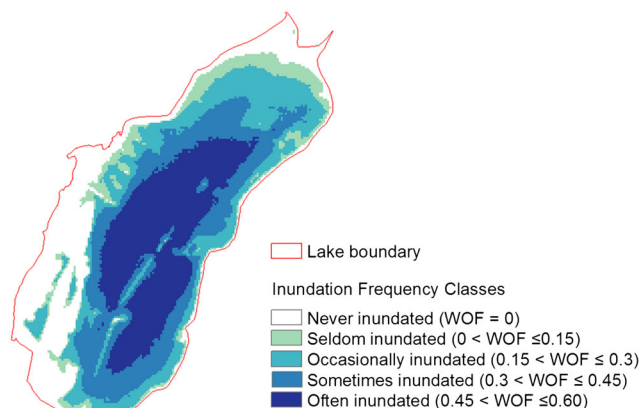 Lake boundary
Inundation Frequency Classes
Never inundated (WOF = 0)
Seldom inundated (0 < WOF ≤0.15)
Occasionally inundated (0.15 < WOF ≤ 0.3)
Sometimes inundated (0.3 < WOF ≤ 0.45)
Often inundated (0.45 < WOF ≤0.60)